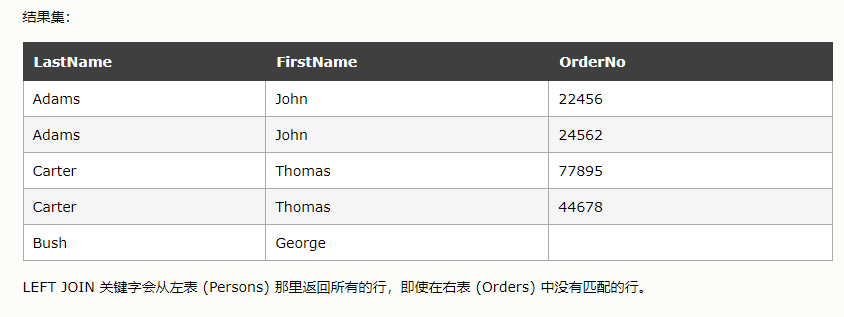 结果集：
LastName FirstName OrderNo
Adams John 22456
Adams John 24562
Carter Thomas 77895
Carter Thomas 44678
Bush George
LEFT JOIN 关键字会从左表 (Persons) 那里返回所有的行，即使在右表 (Orders) 中没有匹配的行。